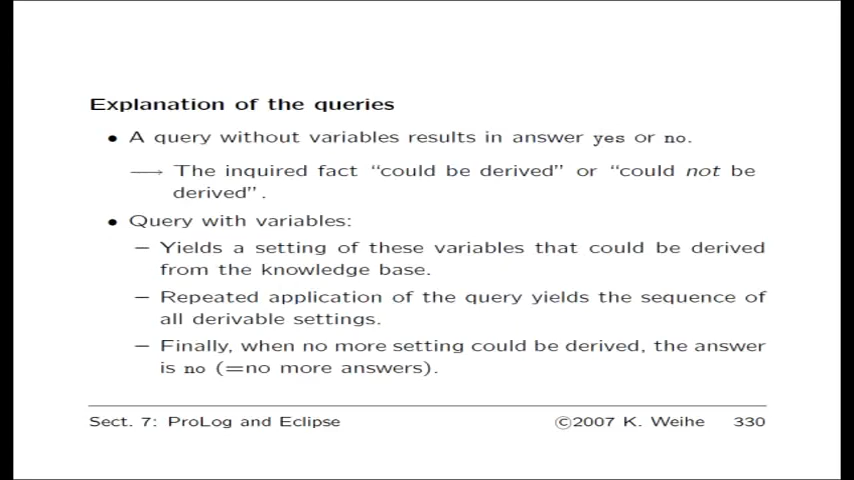 Explanation of the queries
• A query without variables results in answer yes or no.
⟶ The inquired fact “could be derived” or “could not be
derived”.
• Query with variables:
– Yields a setting of these variables that could be derived
from the knowledge base.
– Repeated application of the query yields the sequence of
all derivable settings.
– Finally, when no more setting could be derived, the answer
is no (=no more answers).
Sect. 7: ProLog and Eclipse ©2007 K. Weihe 330